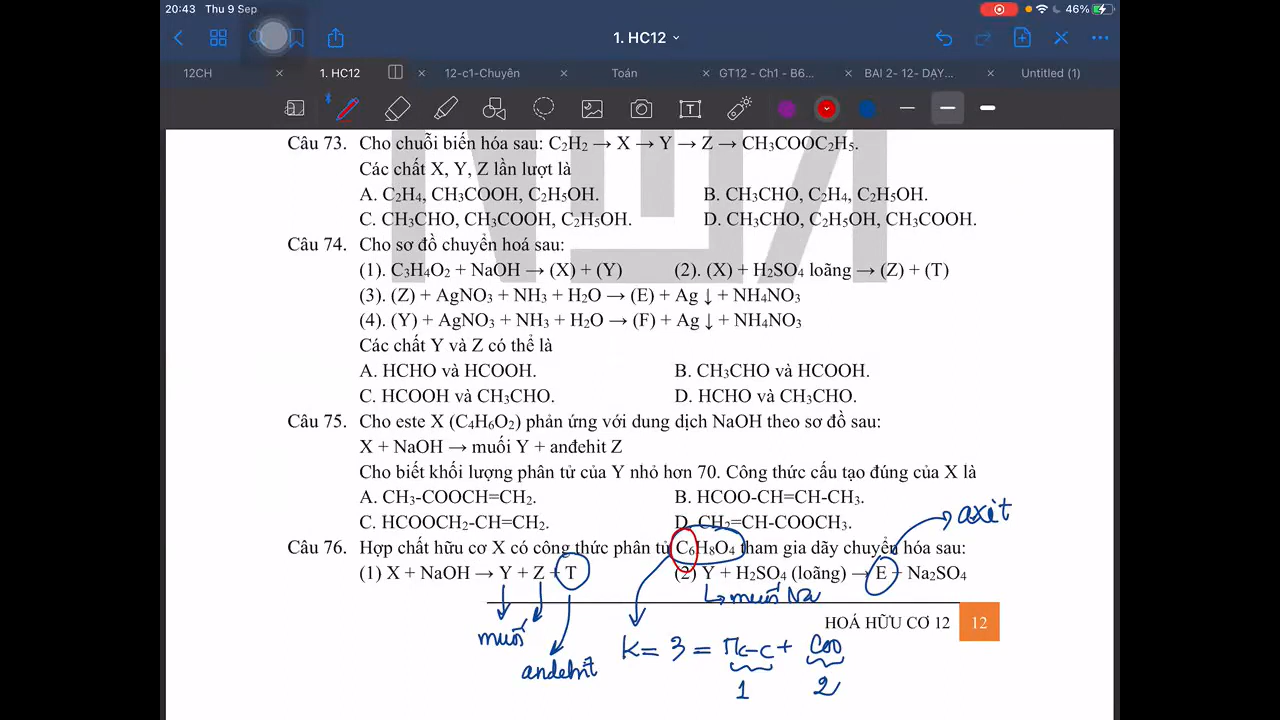 20:43 Thu 9 Sep
46%
1. HC12
12CH
1. HC12
12-c1-Chuyên
Toán
GT12 - Ch1 - B6...
BAI 2- 12- DẠY...
Untitled (1)
Câu 73. Cho chuỗi biến hóa sau: C₂H₂ → X → Y → Z → CH₃COOC₂H₅.
Các chất X, Y, Z lần lượt là
A. C₂H₄, CH₃COOH, C₂H₅OH. B. CH₃CHO, C₂H₄, C₂H₅OH.
C. CH₃CHO, CH₃COOH, C₂H₅OH. D. CH₃CHO, C₂H₅OH, CH₃COOH.
Câu 74. Cho sơ đồ chuyển hoá sau:
(1). C₃H₄O₂ + NaOH → (X) + (Y) (2). (X) + H₂SO₄ loãng → (Z) + (T)
(3). (Z) + AgNO₃ + NH₃ + H₂O → (E) + Ag ↓ + NH₄NO₃
(4). (Y) + AgNO₃ + NH₃ + H₂O → (F) + Ag ↓ + NH₄NO₃
Các chất Y và Z có thể là
A. HCHO và HCOOH. B. CH₃CHO và HCOOH.
C. HCOOH và CH₃CHO. D. HCHO và CH₃CHO.
Câu 75. Cho este X (C₄H₆O₂) phản ứng với dung dịch NaOH theo sơ đồ sau:
X + NaOH → muối Y + anđehit Z
Cho biết khối lượng phân tử của Y nhỏ hơn 70. Công thức cấu tạo đúng của X là
A. CH₃-COOCH=CH₂. B. HCOO-CH=CH-CH₃.
C. HCOOCH₂-CH=CH₂. D. CH₂=CH-COOCH₃.
axit
Câu 76. Hợp chất hữu cơ X có công thức phân tử C₆H₈O₄ tham gia dãy chuyển hóa sau:
(1) X + NaOH → Y + Z + T (2) Y + H₂SO₄ (loãng) → E + Na₂SO₄
muối Na
HOÁ HỮU CƠ 12 12
muối
andehit
K = 3 = πc-c + coo
1 2